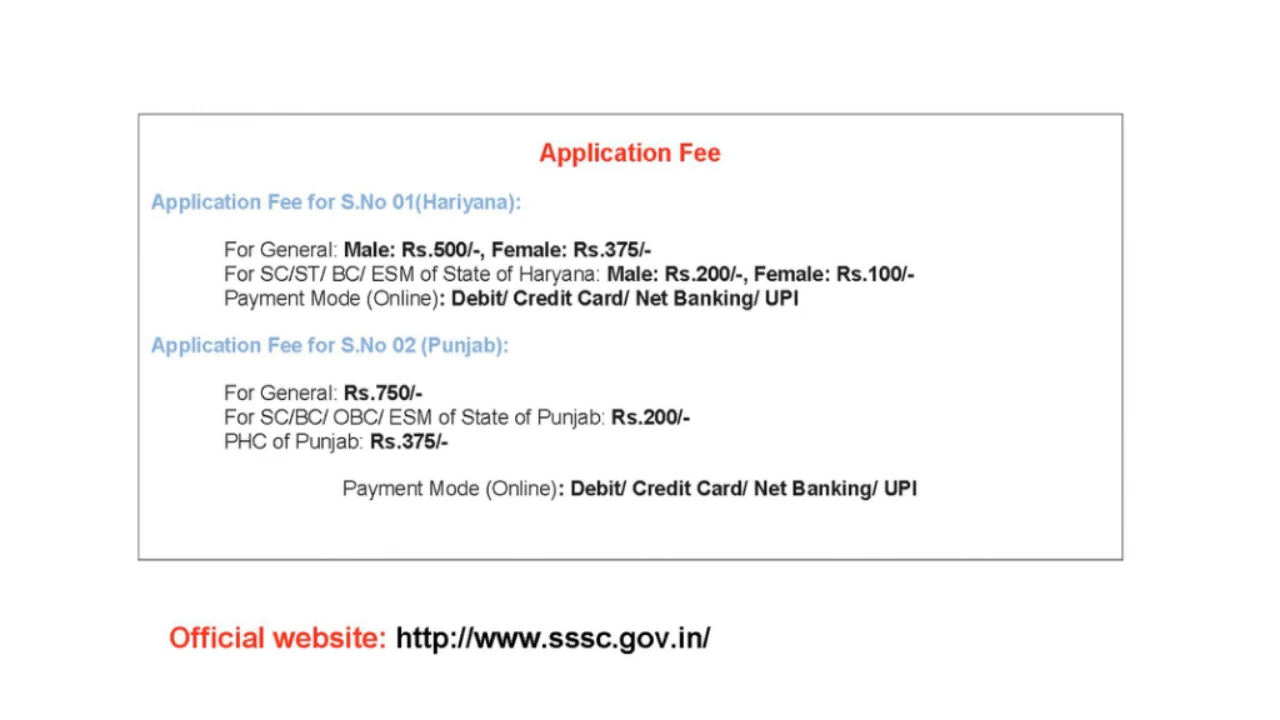 Application Fee
Application Fee for S.No 01(Hariyana):
For General: Male: Rs.500/-, Female: Rs.375/-
For SC/ST/ BC/ ESM of State of Haryana: Male: Rs.200/-, Female: Rs.100/-
Payment Mode (Online): Debit/ Credit Card/ Net Banking/ UPI
Application Fee for S.No 02 (Punjab):
For General: Rs.750/-
For SC/BC/ OBC/ ESM of State of Punjab: Rs.200/-
PHC of Punjab: Rs.375/-
Payment Mode (Online): Debit/ Credit Card/ Net Banking/ UPI
Official website: http://www.sssc.gov.in/